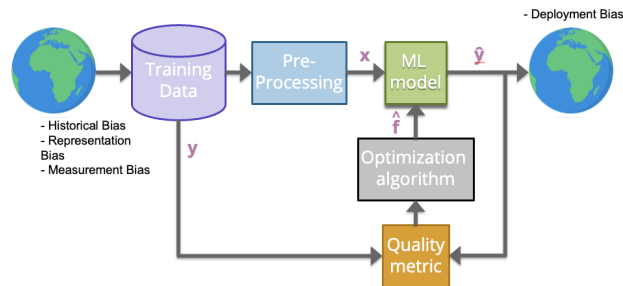 - Deployment Bias
Training
Data
Pre-
Processing
x
ML
model
ŷ
- Historical Bias
- Representation
Bias
- Measurement Bias
y
f̂
Optimization
algorithm
Quality
metric